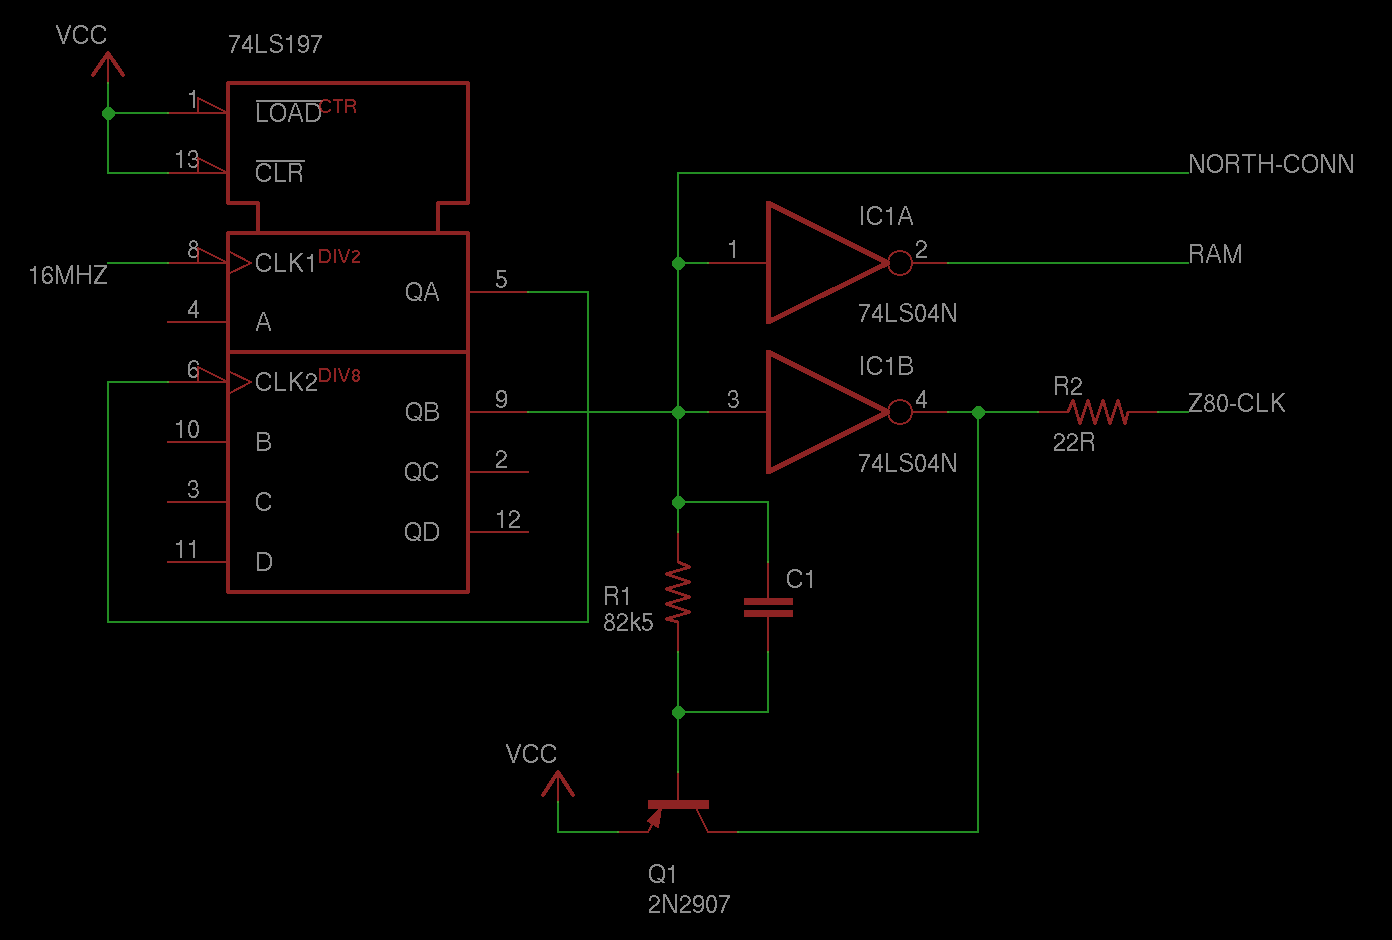 VCC
74LS197
1
LOAD
CTR
13
CLR
NORTH-CONN
8
CLK1
DIV2
16MHZ
QA
5
4
A
IC1A
1
2
RAM
74LS04N
6
CLK2
DIV8
QB
9
10
B
QC
2
3
C
QD
12
11
D
IC1B
3
4
74LS04N
R2
22R
Z80-CLK
R1
82k5
C1
VCC
Q1
2N2907